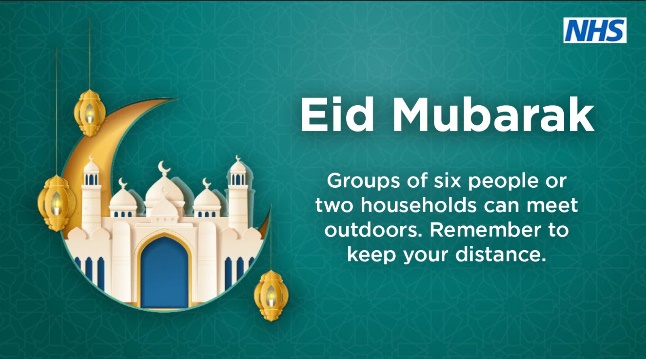 NHS
Eid Mubarak
Groups of six people or
two households can meet
outdoors. Remember to
keep your distance.